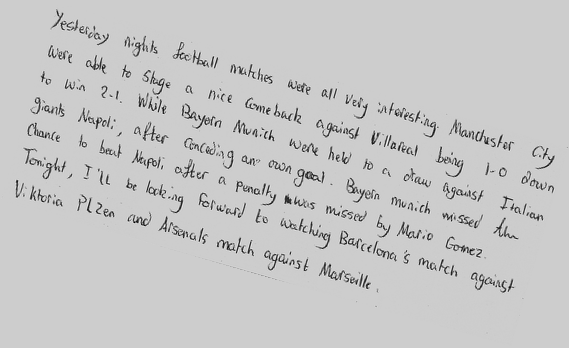 Yesterday nights football matches were all very interesting. Manchester City
were able to stage a nice comeback against Villareal being 1-0 down
to win 2-1. While Bayern Munich were held to a draw against Italian
giants Napoli, after conceding an own goal. Bayern munich missed the
chance to beat Napoli after a penalty was missed by Mario Gomez.
Tonight, I'll be looking forward to watching Barcelona's match against
Viktoria PLZen and Arsenals match against Marseille.